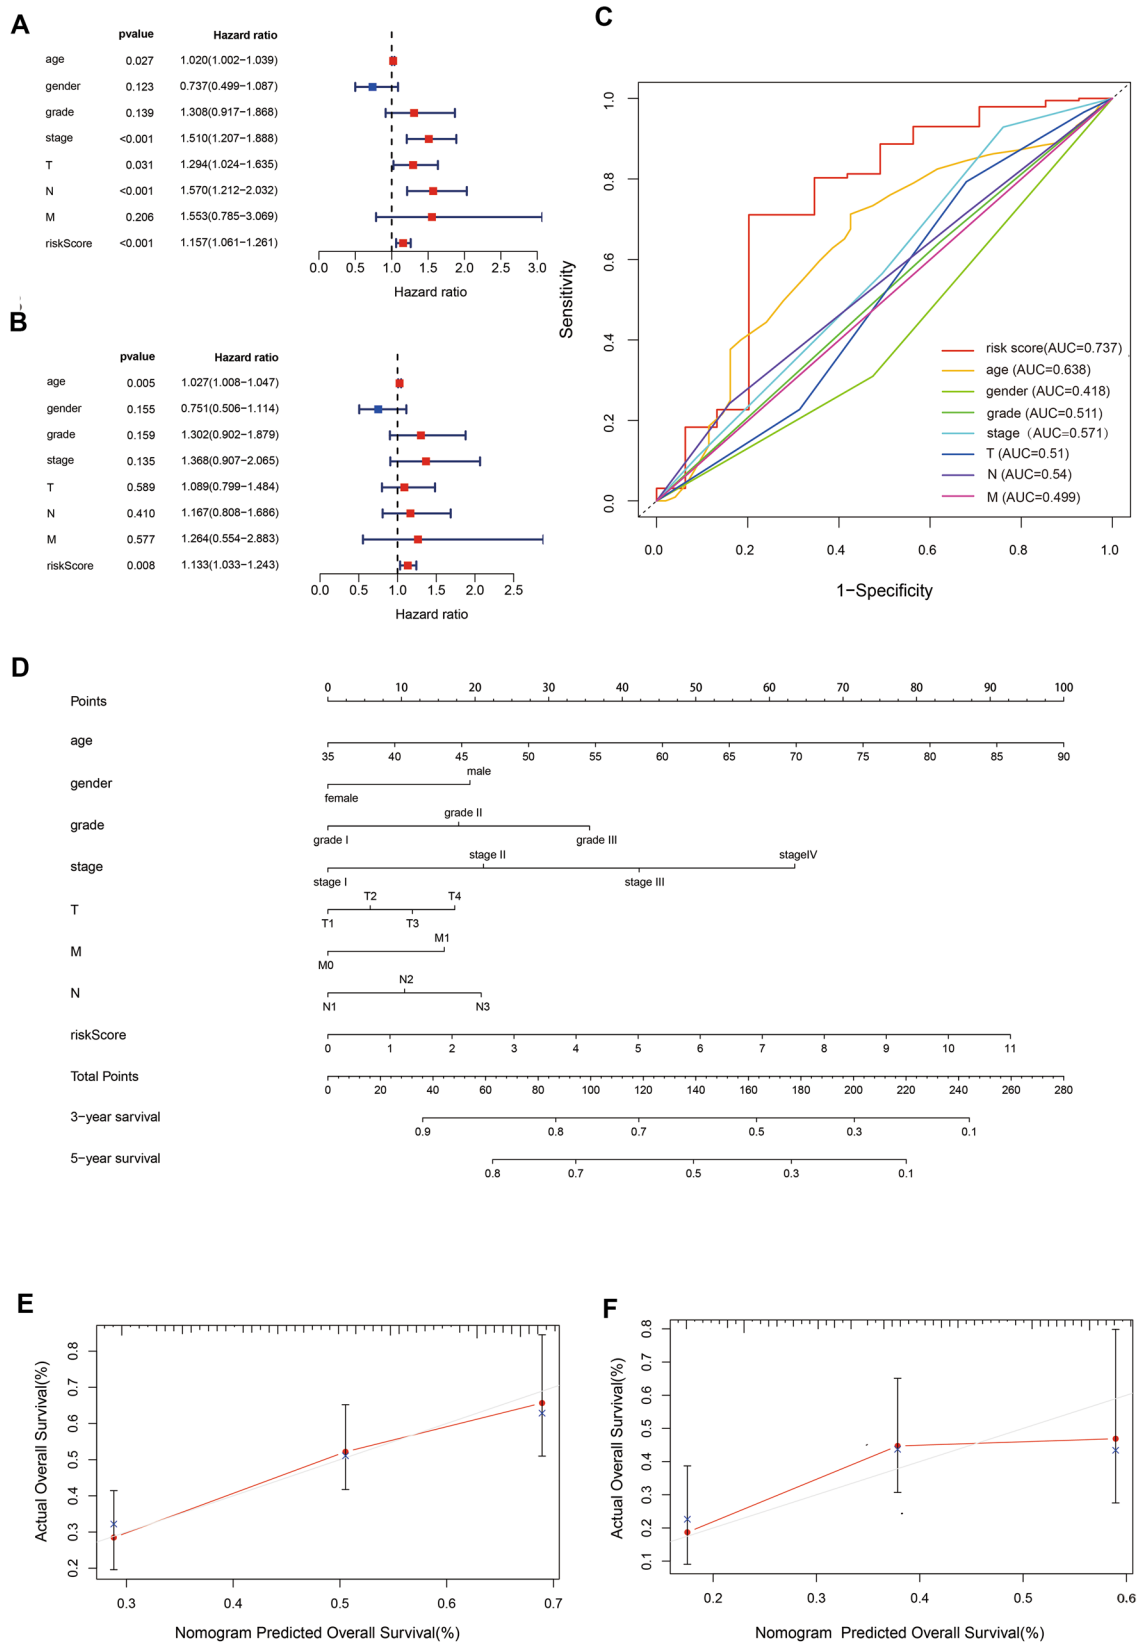 A
pvalue Hazard ratio
age 0.027 1.020(1.002−1.039)
gender 0.123 0.737(0.499−1.087)
grade 0.139 1.308(0.917−1.868)
stage <0.001 1.510(1.207−1.888)
T 0.031 1.294(1.024−1.635)
N <0.001 1.570(1.212−2.032)
M 0.206 1.553(0.785−3.069)
riskScore <0.001 1.157(1.061−1.261)
0.0 0.5 1.0 1.5 2.0 2.5 3.0
Hazard ratio
B
pvalue Hazard ratio
age 0.005 1.027(1.008−1.047)
gender 0.155 0.751(0.506−1.114)
grade 0.159 1.302(0.902−1.879)
stage 0.135 1.368(0.907−2.065)
T 0.589 1.089(0.799−1.484)
N 0.410 1.167(0.808−1.686)
M 0.577 1.264(0.554−2.883)
riskScore 0.008 1.133(1.033−1.243)
0.0 0.5 1.0 1.5 2.0 2.5
Hazard ratio
C
Sensitivity
1.0
0.8
0.6
0.4
0.2
0.0
risk score(AUC=0.737)
age (AUC=0.638)
gender (AUC=0.418)
grade (AUC=0.511)
stage (AUC=0.571)
T (AUC=0.51)
N (AUC=0.54)
M (AUC=0.499)
0.0 0.2 0.4 0.6 0.8 1.0
1−Specificity
D
Points
0 10 20 30 40 50 60 70 80 90 100
age
35 40 45 50 55 60 65 70 75 80 85 90
gender
male
female
grade
grade II
grade I grade III
stage
stage II stageIV
stage I stage III
T
T2 T4
T1 T3
M
M1
M0
N
N2
N1 N3
riskScore
0 1 2 3 4 5 6 7 8 9 10 11
Total Points
0 20 40 60 80 100 120 140 160 180 200 220 240 260 280
3−year sarvival
0.9 0.8 0.7 0.5 0.3 0.1
5−year survival
0.8 0.7 0.5 0.3 0.1
E
Actual Overall Survival(%)
0.8
0.7
0.6
0.5
0.4
0.3
0.2
0.3 0.4 0.5 0.6 0.7
Nomogram Predicted Overall Survival(%)
F
Actual Overall Survival(%)
0.8
0.7
0.6
0.5
0.4
0.3
0.2
0.1
0.2 0.3 0.4 0.5 0.6
Nomogram Predicted Overall Survival(%)